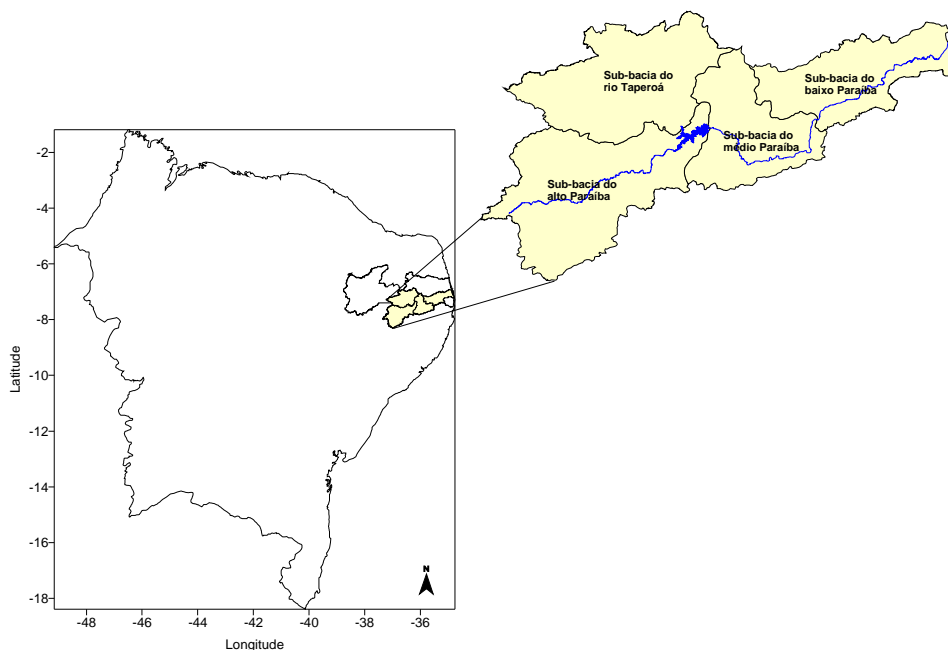 Sub-bacia do
rio Taperoá
Sub-bacia do
baixo Paraíba
Sub-bacia do
médio Paraíba
Sub-bacia do
alto Paraíba
-2
-4
-6
-8
-10
-12
-14
-16
-18
Latitude
N
-48
-46
-44
-42
-40
-38
-36
Longitude